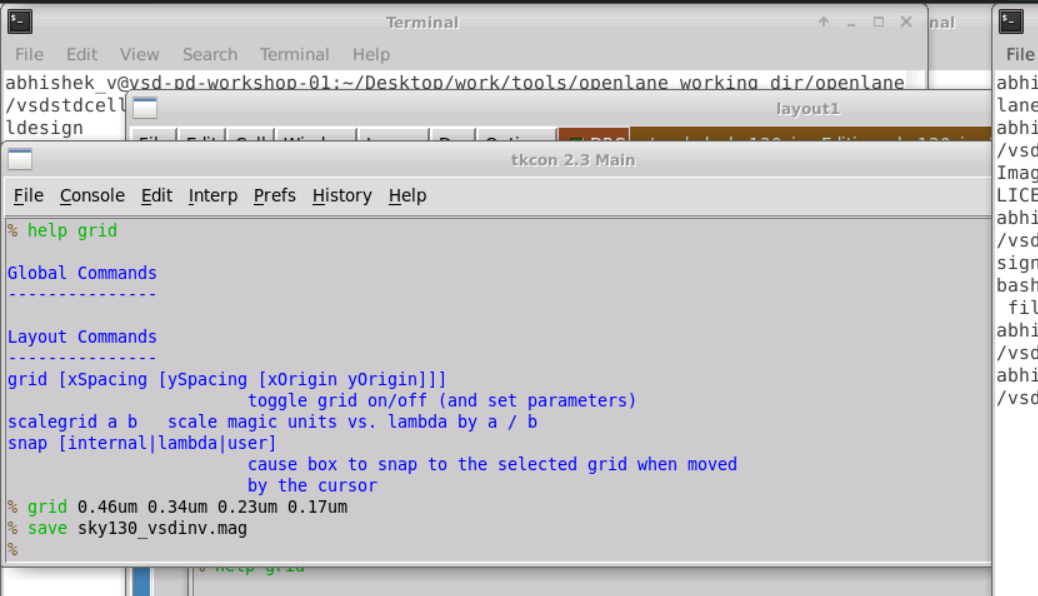 Terminal
nal
File Edit View Search Terminal Help
File
abhishek_v@vsd-pd-workshop-01:~/Desktop/work/tools/openlane_working_dir/openlane
/vsdstdcell
ldesign
layout1
tkcon 2.3 Main
File Console Edit Interp Prefs History Help
% help grid
Global Commands
---------------
Layout Commands
---------------
grid [xSpacing [ySpacing [xOrigin yOrigin]]]
toggle grid on/off (and set parameters)
scalegrid a b scale magic units vs. lambda by a / b
snap [internal|lambda|user]
cause box to snap to the selected grid when moved
by the cursor
% grid 0.46um 0.34um 0.23um 0.17um
% save sky130_vsdinv.mag
%
% help grid
abhi
lane
abhi
/vsd
Imag
LICE
abhi
/vsd
sign
bash
fil
abhi
/vsd
abhi
/vsd